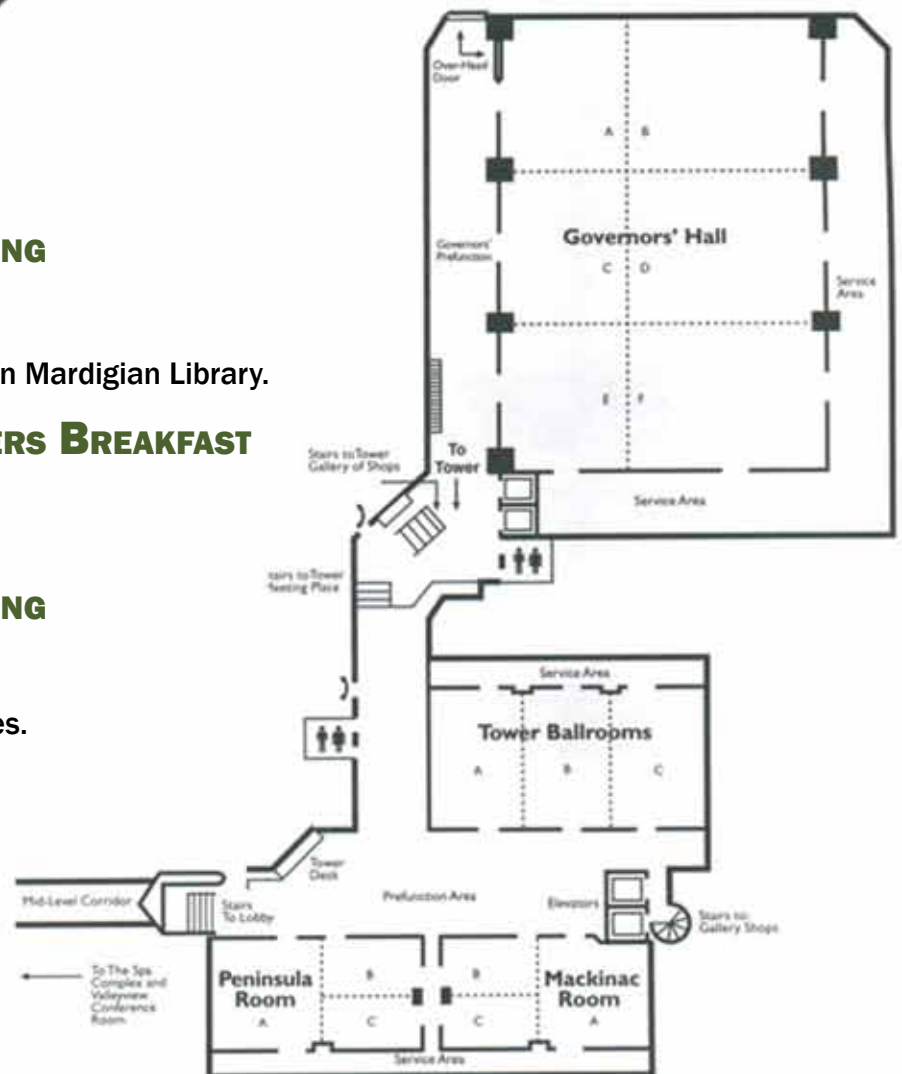 NG
n Mardigian Library.
ERS BREAKFAST
NG
es.
Over-Head
Door
A B
Governors' Hall
Governors'
Prefunction
C D
Service
Area
E F
Stairs to Tower
Gallery of Shops
To
Tower
Service Area
tairs to Tower
Meeting Place
Service Area
Tower Ballrooms
A B C
Tower
Deck
Mid-Level Corridor
Stairs
To Lobby
Prefunction Area
Elevators
Stairs to:
Gallery Shops
To The Spa
Complex and
Valleyview
Conference
Room
Peninsula
Room
A
B
C
B
C
Mackinac
Room
A
Service Area